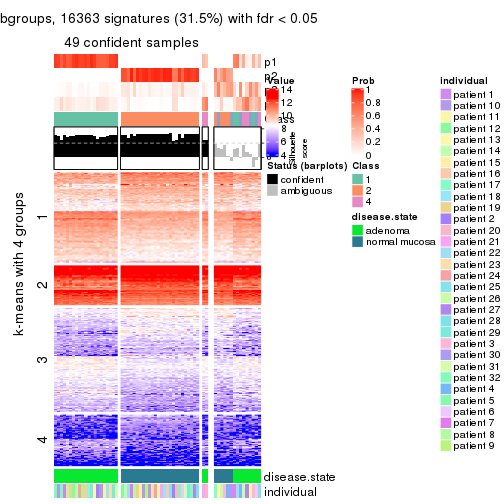 bgroups, 16363 signatures (31.5%) with fdr < 0.05
49 confident samples
p1
p2
Value
14
12
10
8
6
4
silhouette
score
Status (barplots)
confident
ambiguous
Prob
1
0.8
0.6
0.4
0.2
0
Class
1
2
4
disease.state
adenoma
normal mucosa
individual
patient 1
patient 10
patient 11
patient 12
patient 13
patient 14
patient 15
patient 16
patient 17
patient 18
patient 19
patient 2
patient 20
patient 21
patient 22
patient 23
patient 24
patient 25
patient 26
patient 27
patient 28
patient 29
patient 3
patient 30
patient 31
patient 32
patient 4
patient 5
patient 6
patient 7
patient 8
patient 9
k-means with 4 groups
1
2
3
4
disease.state
individual